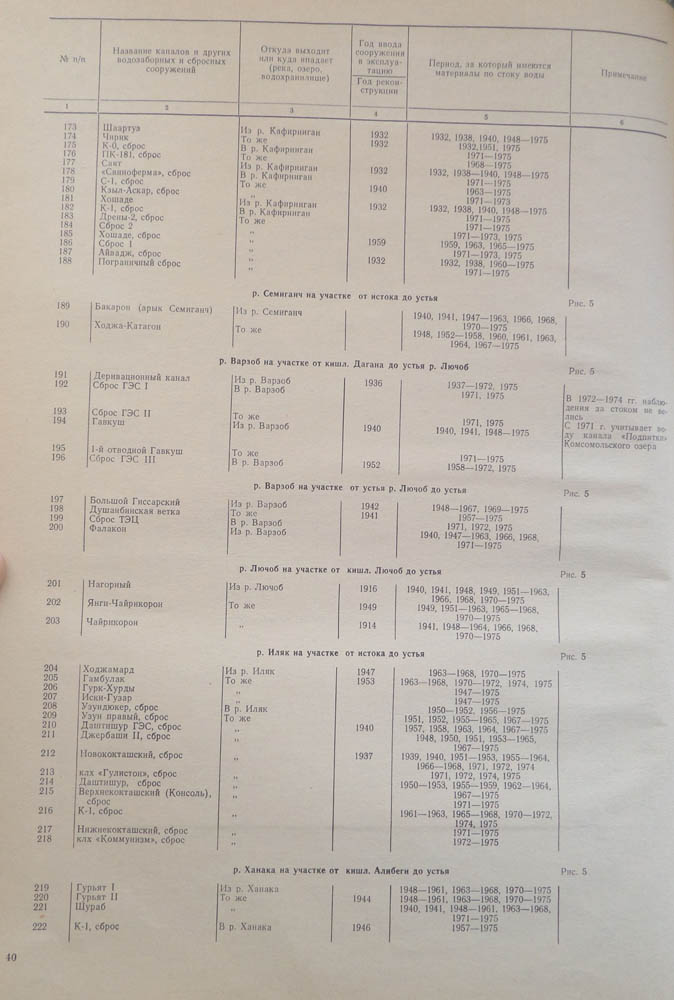 № п/п | Название каналов и других водозаборных и сбросных сооружений | Откуда выходит или куда впадает (река, озеро, водохранилище) | Год ввода сооружения в эксплуатацию / Год реконструкции | Период, за который имеются материалы по стоку воды | Примечание
1 2 3 4 5 6
173 Шаартуз Из р. Кафирниган 1932 1932, 1938, 1940, 1948—1975
174 Чирик То же 1932 1932,1951, 1975
175 К-0, сброс В р. Кафирниган 1971—1975
176 ПК-181, сброс То же 1968—1975
177 Саят Из р. Кафирниган 1932 1932, 1938—1940, 1948—1975
178 «Свиноферма», сброс В р. Кафирниган 1971—1975
179 С-1, сброс То же 1940 1963—1975
180 Кзыл-Аскар, сброс „ 1971—1973
181 Хошаде Из р. Кафирниган 1932 1932, 1938, 1940, 1948—1975
182 К-1, сброс В р. Кафирниган 1971—1975
183 Дрены-2, сброс То же 1971—1975
184 Сброс 2 „ 1971—1973, 1975
185 Хошаде, сброс „ 1959 1959, 1963, 1965—1975
186 Сброс 1 „ 1971—1973, 1975
187 Айвадж, сброс „ 1932 1932, 1938, 1960—1975
188 Пограничный сброс „ 1971—1975
р. Семиганч на участке от истока до устья Рис. 5
189 Бакарон (арык Семиганч) Из р. Семиганч 1940, 1941, 1947—1963, 1966, 1968,
1970—1975
190 Ходжа-Катагон То же 1948, 1952—1958, 1960, 1961, 1963,
1964, 1967—1975
р. Варзоб на участке от кишл. Дагана до устья р. Лючоб Рис. 5
191 Деривационный канал Из р. Варзоб 1936 1937—1972, 1975
192 Сброс ГЭС I В р. Варзоб 1971, 1975 В 1972—1974 гг. наблю-
дения за стоком не ве-
лись
193 Сброс ГЭС II То же 1971, 1975
194 Гавкуш Из р. Варзоб 1940 1940, 1941, 1948—1975 С 1971 г. учитывает во-
ду канала «Подпитка»
Комсомольского озера
195 1-й отводной Гавкуш То же 1971—1975
196 Сброс ГЭС III В р. Варзоб 1952 1958—1972, 1975
р. Варзоб на участке от устья р. Лючоб до устья Рис. 5
197 Большой Гиссарский Из р. Варзоб 1942 1948—1967, 1969—1975
198 Душанбинская ветка То же 1941 1957—1975
199 Сброс ТЭЦ В р. Варзоб 1971, 1972, 1975
200 Фалакон Из р. Варзоб 1940, 1947—1963, 1966, 1968,
1971—1975
р. Лючоб на участке от кишл. Лючоб до устья Рис. 5
201 Нагорный Из р. Лючоб 1916 1940, 1941, 1948, 1949, 1951—1963,
1966, 1968, 1970—1975
202 Янги-Чайрикорон То же 1949 1949, 1951—1963, 1965—1968,
1970—1975
203 Чайрикорон „ 1914 1941, 1948—1964, 1966, 1968,
1970—1975
р. Иляк на участке от истока до устья Рис. 5
204 Ходжамард Из р. Иляк 1947 1963—1968, 1970—1975
205 Гамбулак То же 1953 1963—1968, 1970—1972, 1974, 1975
206 Гурк-Хурды „ 1947—1975
207 Иски-Гузар „ 1947—1975
208 Узундюкер, сброс В р. Иляк 1950—1952, 1956—1975
209 Узун правый, сброс То же 1951, 1952, 1955—1965, 1967—1975
210 Даштишур ГЭС, сброс „ 1940 1957, 1958, 1963, 1964, 1967—1975
211 Джербаши II, сброс „ 1948, 1950, 1951, 1953—1965,
1967—1975
212 Новококташский, сброс „ 1937 1939, 1940, 1951—1953, 1955—1964,
1966—1968, 1971, 1972, 1974
213 клх «Гулистон», сброс „ 1971, 1972, 1974, 1975
214 Даштишур, сброс „ 1950—1953, 1955—1959, 1962—1964,
1967—1975
215 Верхнекокташский (Консоль), „
сброс 1971—1975
216 К-1, сброс „ 1961—1963, 1965—1968, 1970—1972,
1974, 1975
217 Нижнекокташский, сброс „ 1971—1975
218 клх «Коммунизм», сброс „ 1972—1975
р. Ханака на участке от кишл. Алибеги до устья Рис. 5
219 Гурьят I Из р. Ханака 1948—1961, 1963—1968, 1970—1975
220 Гурьят II То же 1944 1948—1961, 1963—1968, 1970—1975
221 Шураб „ 1940, 1941, 1948—1961, 1963—1968,
1971—1975
222 К-1, сброс В р. Ханака 1946 1957—1975
40